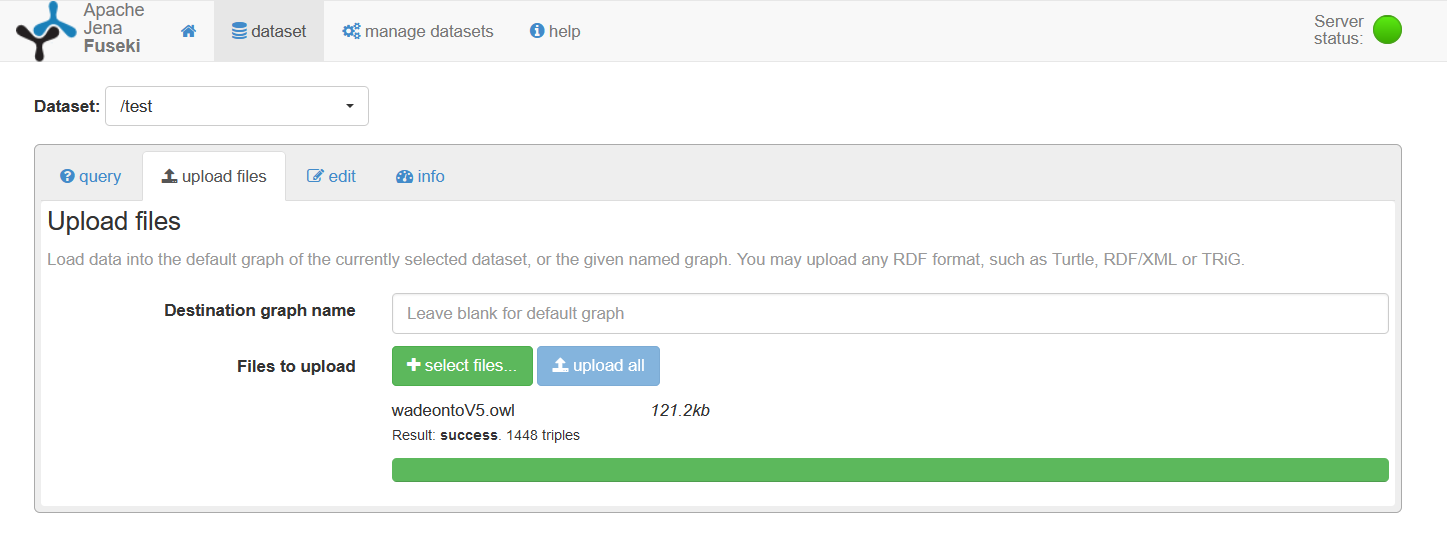 Apache
Jena
Fuseki
dataset
manage datasets
help
Server
status:
Dataset: /test
query
upload files
edit
info
Upload files
Load data into the default graph of the currently selected dataset, or the given named graph. You may upload any RDF format, such as Turtle, RDF/XML or TRiG.
Destination graph name
Leave blank for default graph
Files to upload
select files...
upload all
wadeontoV5.owl 121.2kb
Result: success. 1448 triples